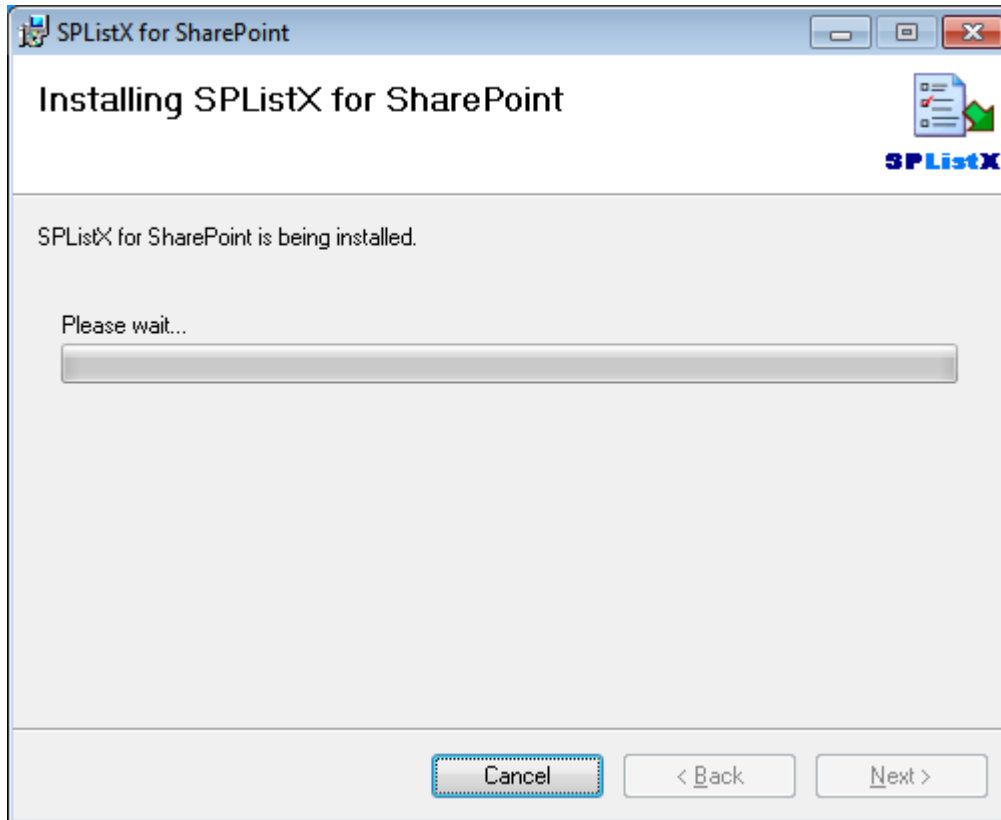 SPListX for SharePoint
Installing SPListX for SharePoint
SPListX
SPListX for SharePoint is being installed.
Please wait...
Cancel
< Back
Next >